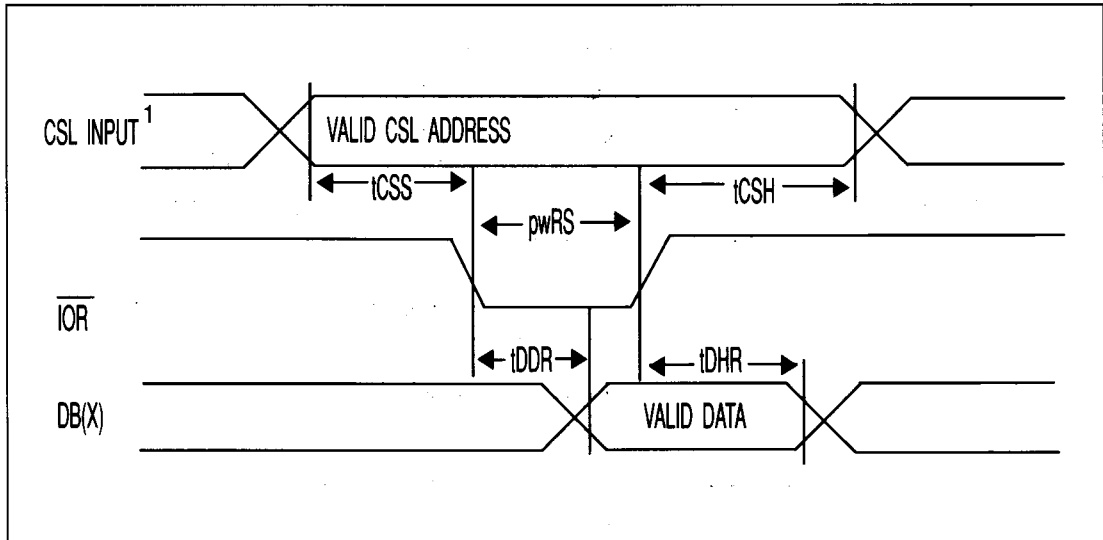 CSL INPUT 1
VALID CSL ADDRESS
tCSS
tCSH
pwRS
IOR
tDDR
tDHR
DB(X)
VALID DATA